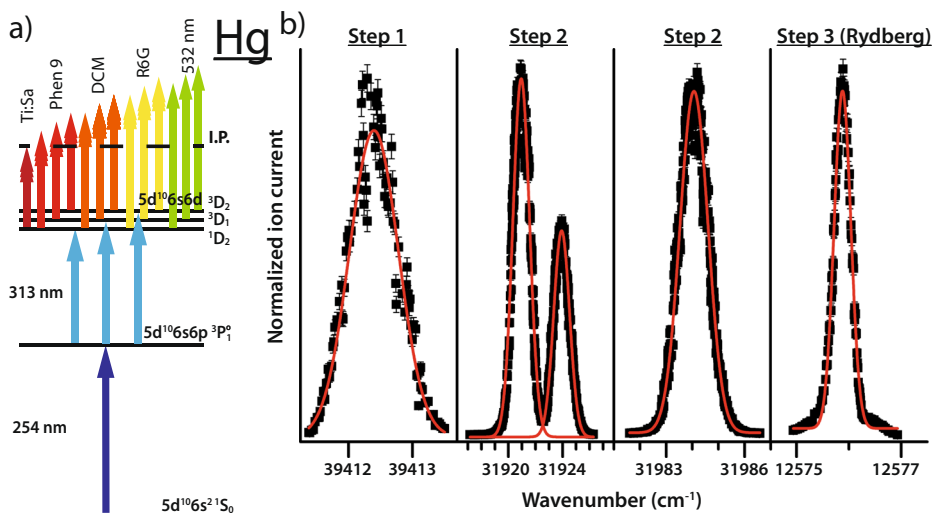 a)
Hg
Ti:Sa
Phen 9
DCM
R6G
532 nm
I.P.
5d¹⁰6s6d ³D₂
³D₁
¹D₂
313 nm
5d¹⁰6s6p ³P₁°
254 nm
5d¹⁰6s² ¹S₀
b)
Step 1
Step 2
Step 2
Step 3 (Rydberg)
Normalized ion current
39412 39413 31920 31924 31983 31986 12575 12577
Wavenumber (cm⁻¹)